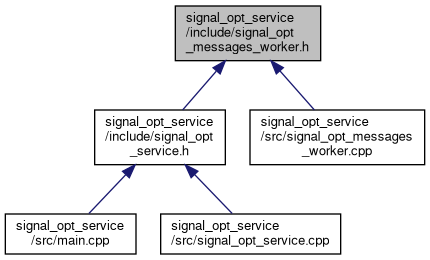 signal_opt_service
/include/signal_opt
_messages_worker.h
signal_opt_service
/include/signal_opt
_service.h
signal_opt_service
/src/signal_opt_messages
_worker.cpp
signal_opt_service
/src/main.cpp
signal_opt_service
/src/signal_opt_service.cpp